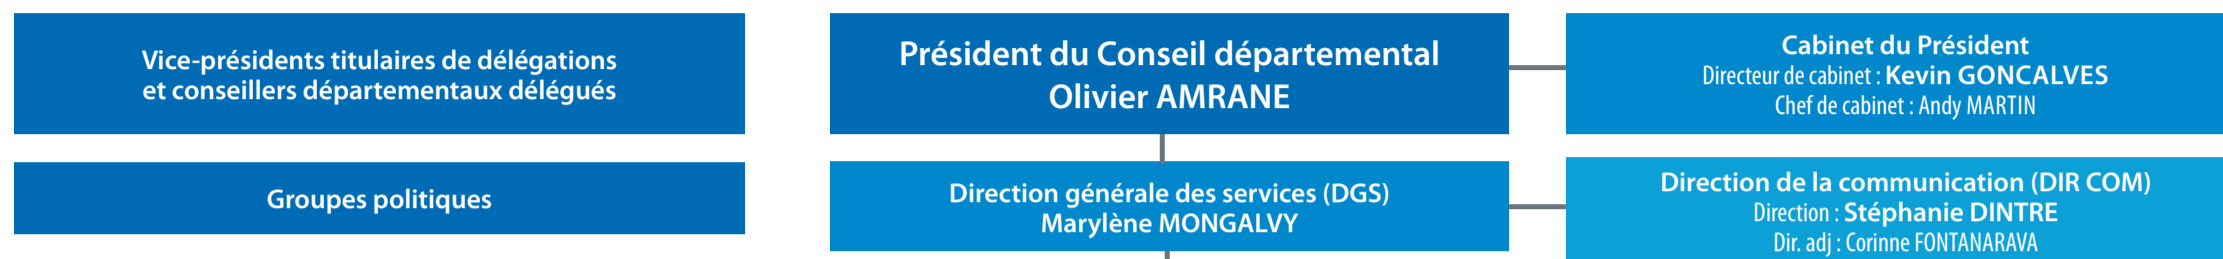 Vice-présidents titulaires de délégations
et conseillers départementaux délégués
Groupes politiques
Président du Conseil départemental
Olivier AMRANE
Direction générale des services (DGS)
Marylène MONGALVY
Cabinet du Président
Directeur de cabinet : Kevin GONCALVES
Chef de cabinet : Andy MARTIN
Direction de la communication (DIR COM)
Direction : Stéphanie DINTRE
Dir. adj : Corinne FONTANARAVA